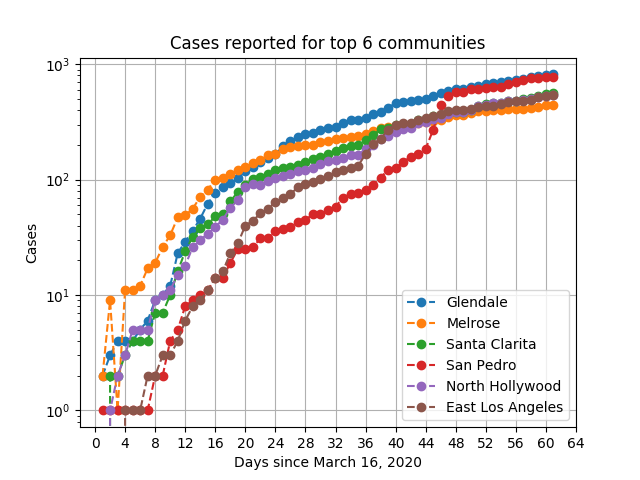 Cases reported for top 6 communities
Cases
10³
10²
10¹
10⁰
0 4 8 12 16 20 24 28 32 36 40 44 48 52 56 60 64
Days since March 16, 2020
Glendale
Melrose
Santa Clarita
San Pedro
North Hollywood
East Los Angeles